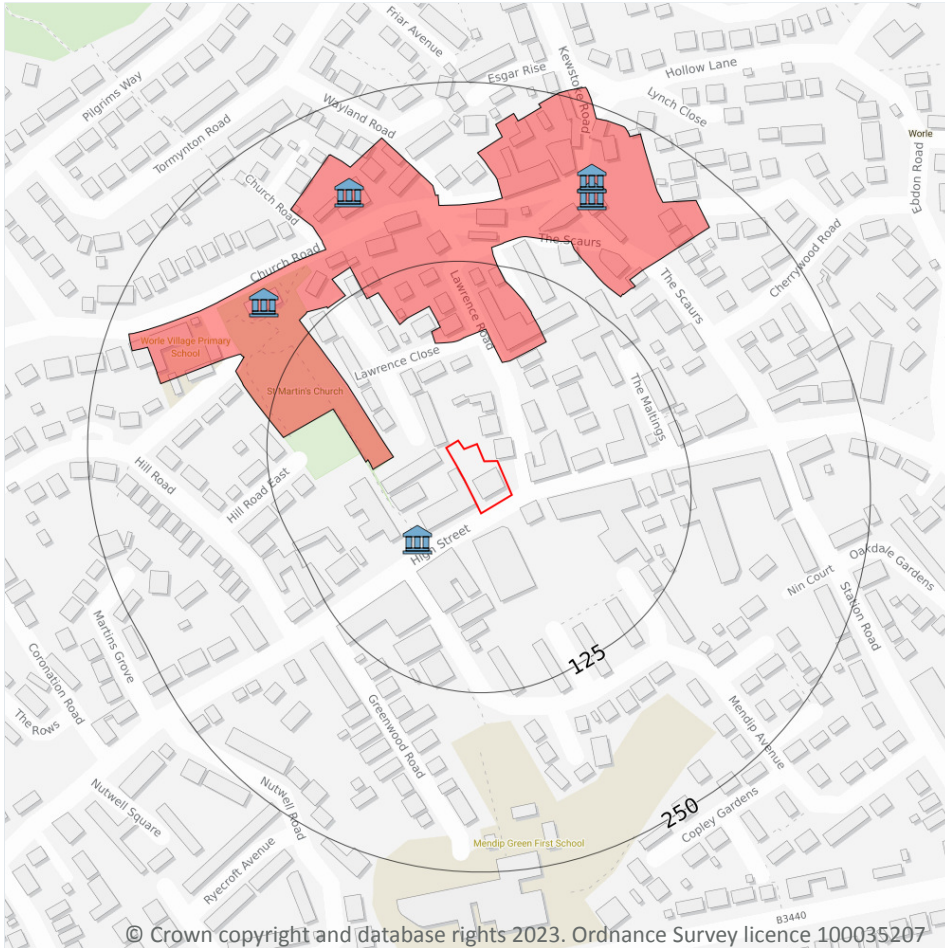 Friar Avenue
Pilgrims Way
Esgar Rise
Kewstoke Road
Hollow Lane
Wayland Road
Lynch Close
Tormynton Road
Worle
Church Road
Ebdon Road
Church Road
The Scaurs
Cherrywood Road
Lawrence Road
The Scaurs
Worle Village Primary
School
Lawrence Close
St Martin's Church
The Maltings
Hill Road
Hill Road East
High Street
Oakdale Gardens
Nin Court
Station Road
Martins Grove
125
Coronation Road
The Rows
Greenwood Road
Mendip Avenue
Nutwell Square
Nutwell Road
250
Copley Gardens
Mendip Green First School
Ryecroft Avenue
B3440
© Crown copyright and database rights 2023. Ordnance Survey licence 100035207